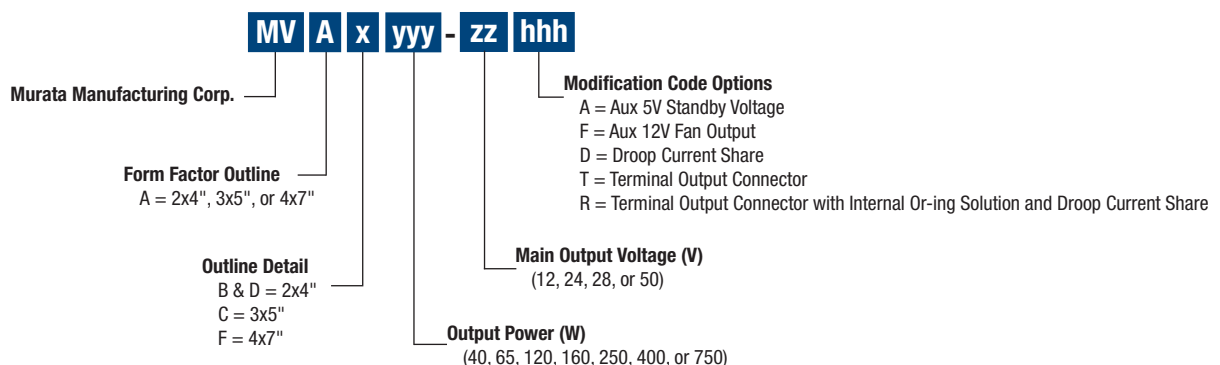 MV A x yyy - zz hhh
Murata Manufacturing Corp.
Form Factor Outline
A = 2x4", 3x5", or 4x7"
Outline Detail
B & D = 2x4"
C = 3x5"
F = 4x7"
Output Power (W)
(40, 65, 120, 160, 250, 400, or 750)
Main Output Voltage (V)
(12, 24, 28, or 50)
Modification Code Options
A = Aux 5V Standby Voltage
F = Aux 12V Fan Output
D = Droop Current Share
T = Terminal Output Connector
R = Terminal Output Connector with Internal Or-ing Solution and Droop Current Share